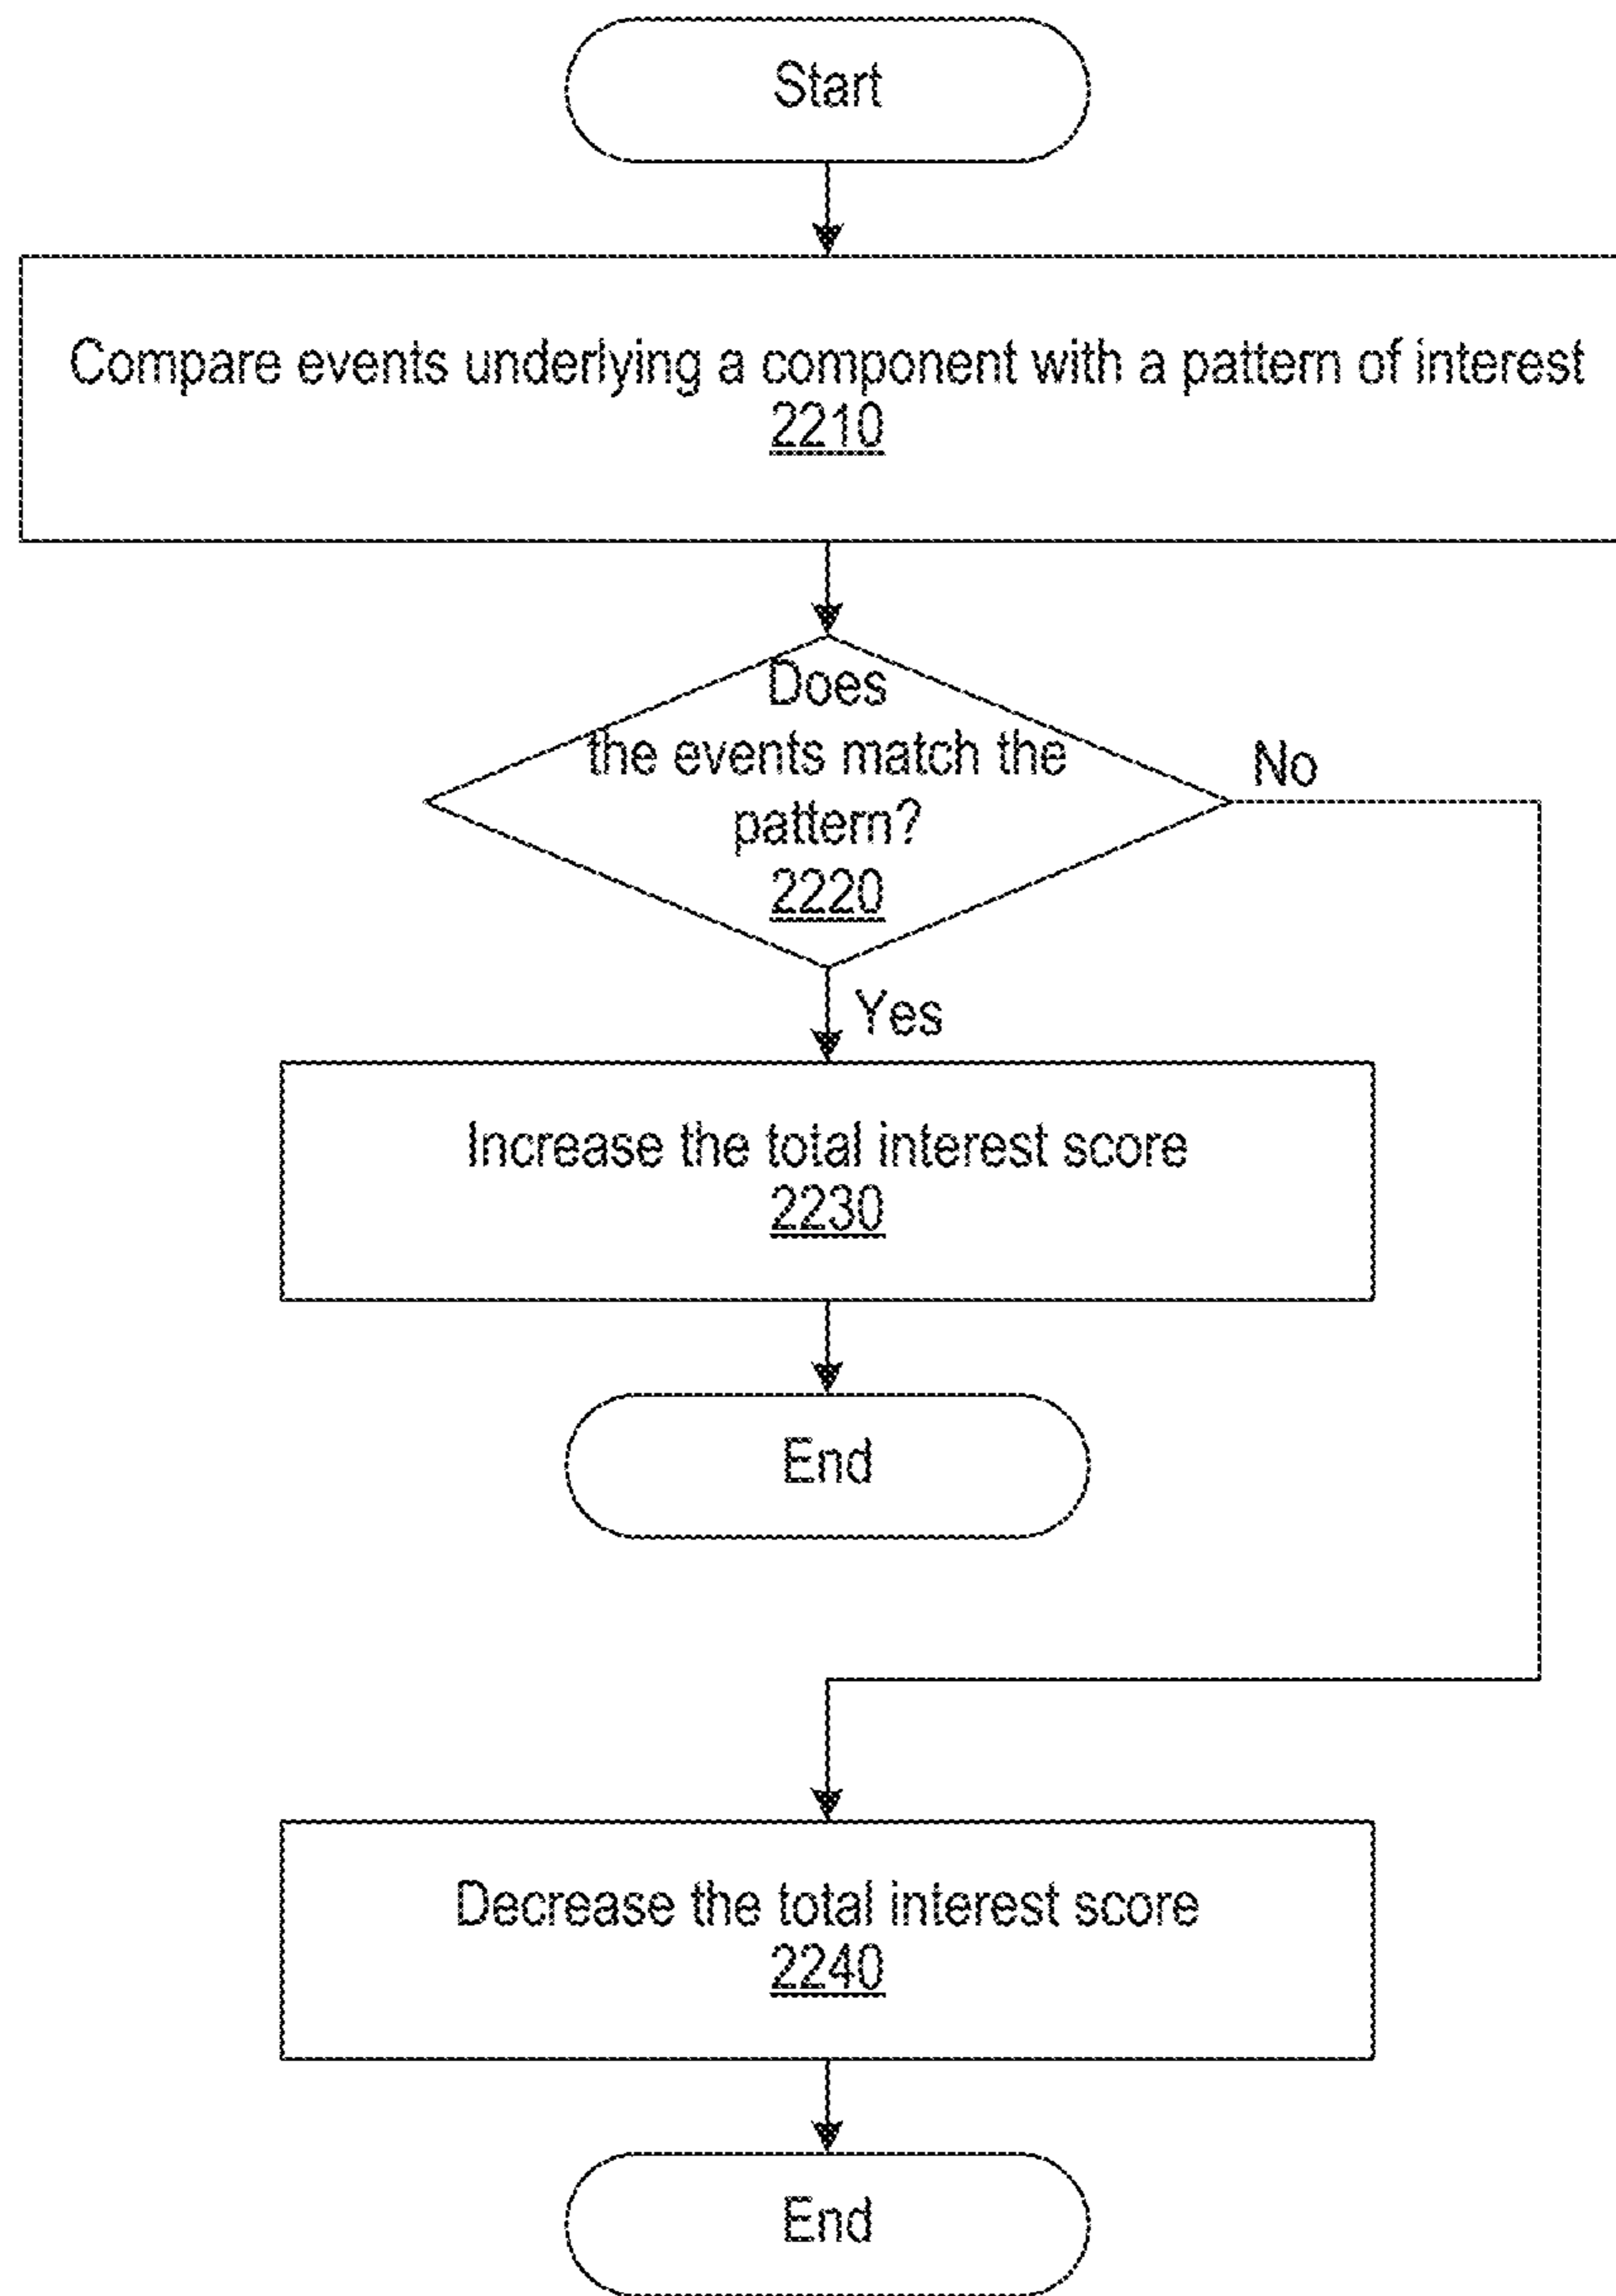 Start
Compare events underlying a component with a pattern of interest
2210
Does
the events match the
pattern?
2220
No
Yes
Increase the total interest score
2230
End
Decrease the total interest score
2240
End